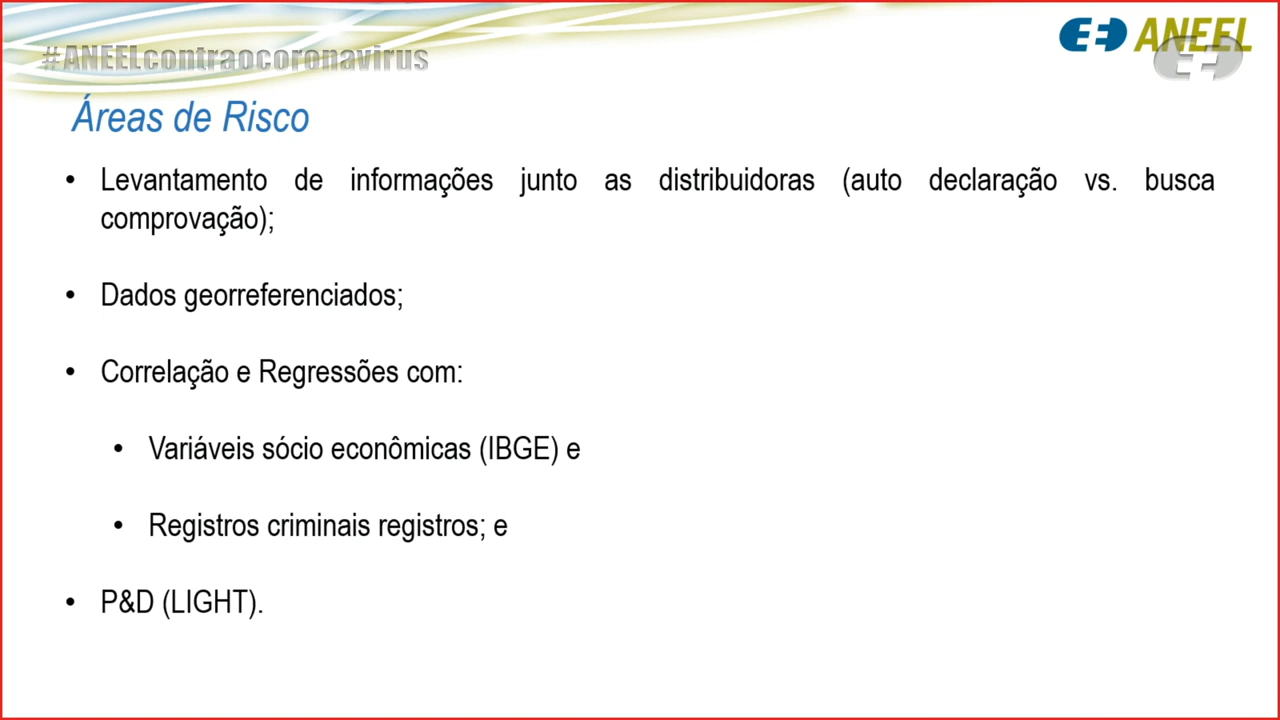 #ANEELcontraocoronavirus
ANEEL
Áreas de Risco
• Levantamento de informações junto as distribuidoras (auto declaração vs. busca
comprovação);
• Dados georreferenciados;
• Correlação e Regressões com:
• Variáveis sócio econômicas (IBGE) e
• Registros criminais registros; e
• P&D (LIGHT).